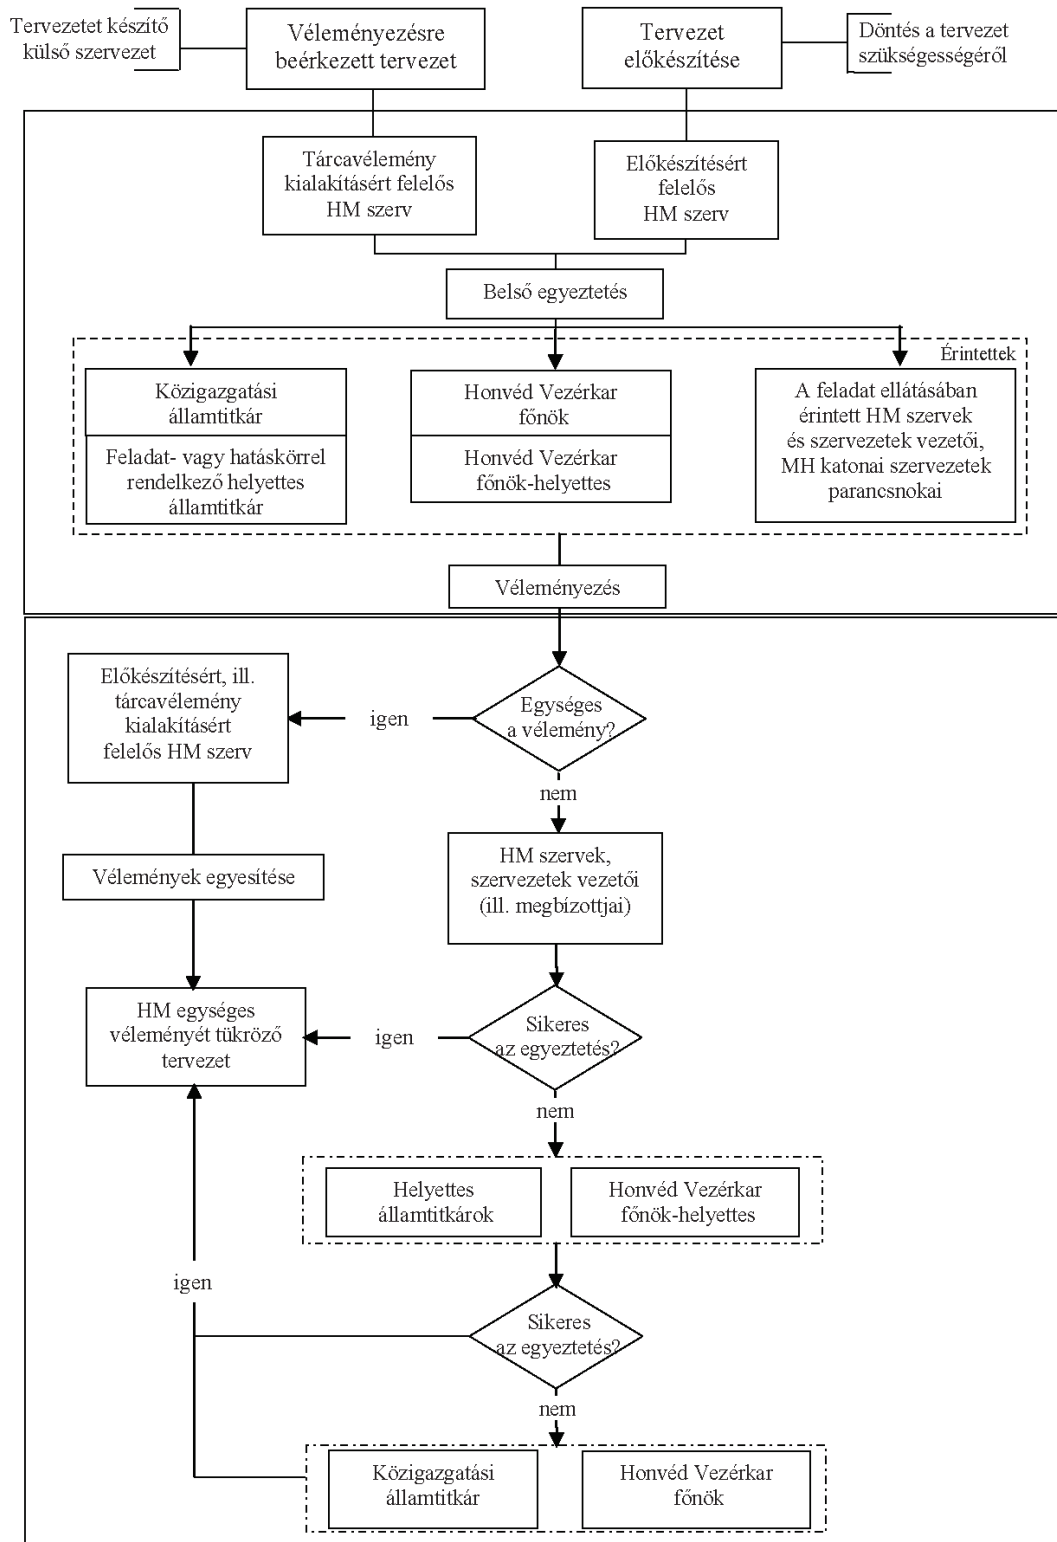 Tervezetet készítő
külső szervezet
Véleményezésre
beérkezett tervezet
Tervezet
előkészítése
Döntés a tervezet
szükségességéről
Tárcavélemény
kialakításért felelős
HM szerv
Előkészítésért
felelős
HM szerv
Belső egyeztetés
Érintettek
Közigazgatási
államtitkár
Feladat- vagy hatáskörrel
rendelkező helyettes
államtitkár
Honvéd Vezérkar
főnök
Honvéd Vezérkar
főnök-helyettes
A feladat ellátásában
érintett HM szervek
és szervezetek vezetői,
MH katonai szervezetek
parancsnokai
Véleményezés
Előkészítésért, ill.
tárcavélemény
kialakításért
felelős HM szerv
igen
Egységes
a vélemény?
nem
Vélemények egyesítése
HM szervek,
szervezetek vezetői
(ill. megbízottjai)
HM egységes
véleményét tükröző
tervezet
igen
Sikeres
az egyeztetés?
nem
Helyettes
államtitkárok
Honvéd Vezérkar
főnök-helyettes
igen
Sikeres
az egyeztetés?
nem
Közigazgatási
államtitkár
Honvéd Vezérkar
főnök